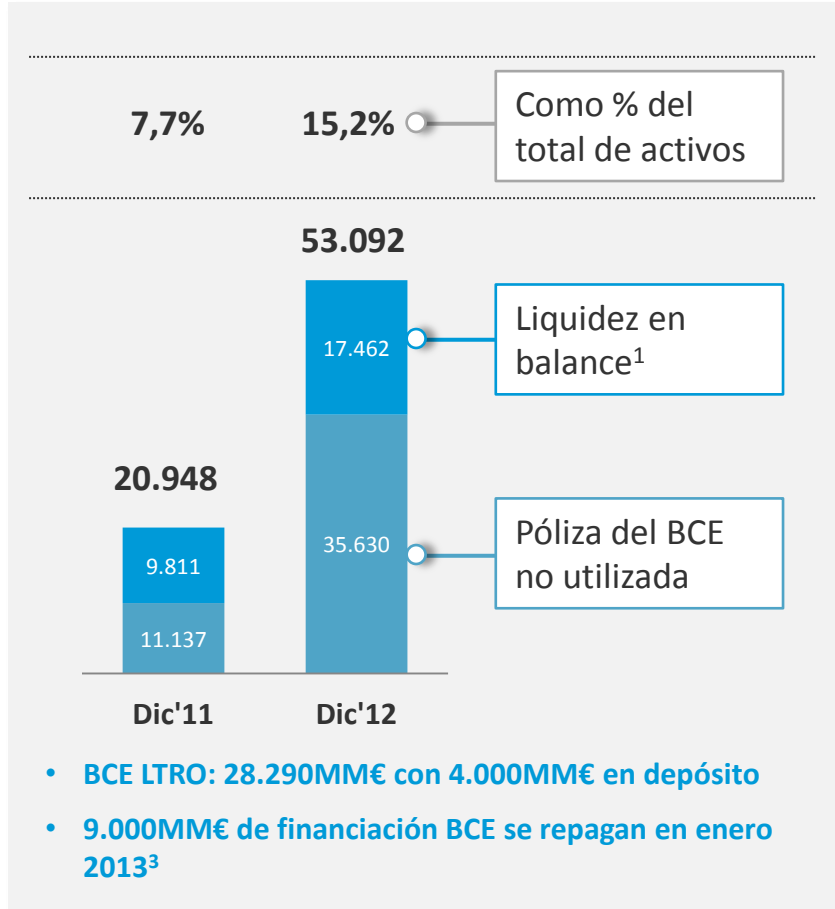 7,7%
15,2%
Como % del
total de activos
53.092
17.462
Liquidez en
balance¹
20.948
35.630
Póliza del BCE
no utilizada
9.811
11.137
Dic'11
Dic'12
• BCE LTRO: 28.290MM€ con 4.000MM€ en depósito
• 9.000MM€ de financiación BCE se repagan en enero
2013³